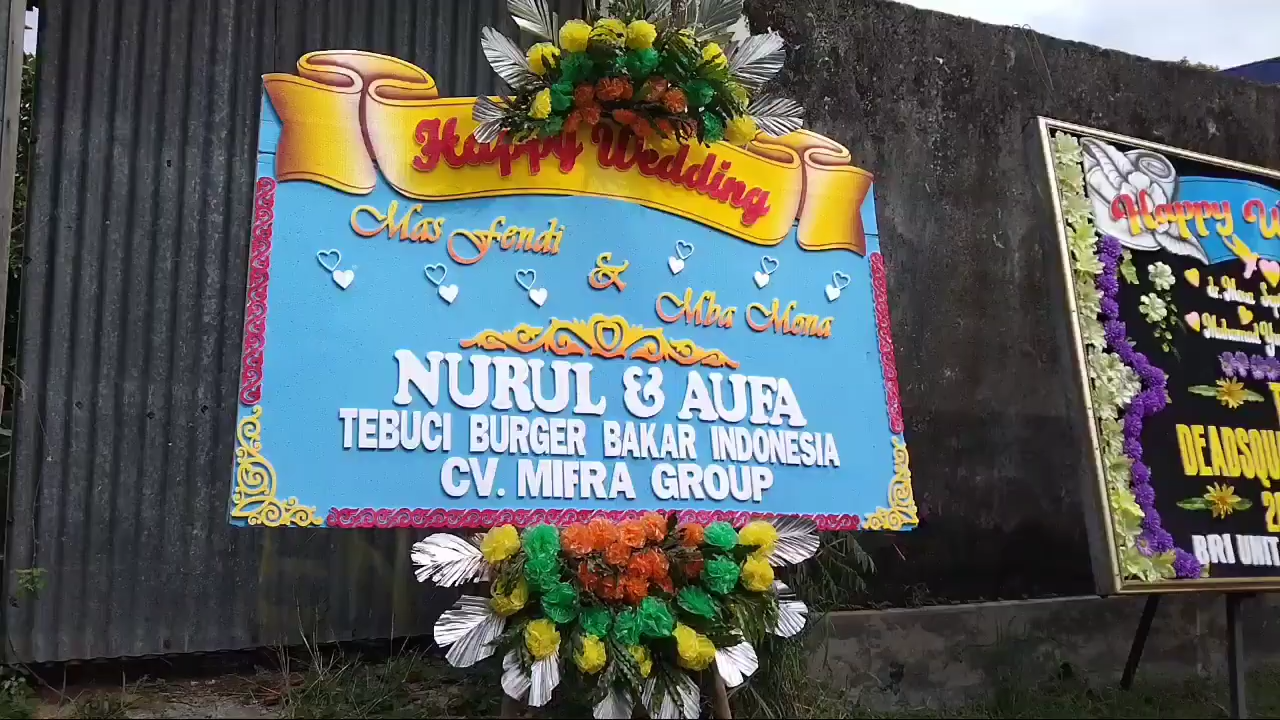 Happy Wedding
Mas Fendi
&
Mba Mona
NURUL & AUFA
TEBUCI BURGER BAKAR INDONESIA
CV. MIFRA GROUP
Happy
DEADSQU
BRI UNIT